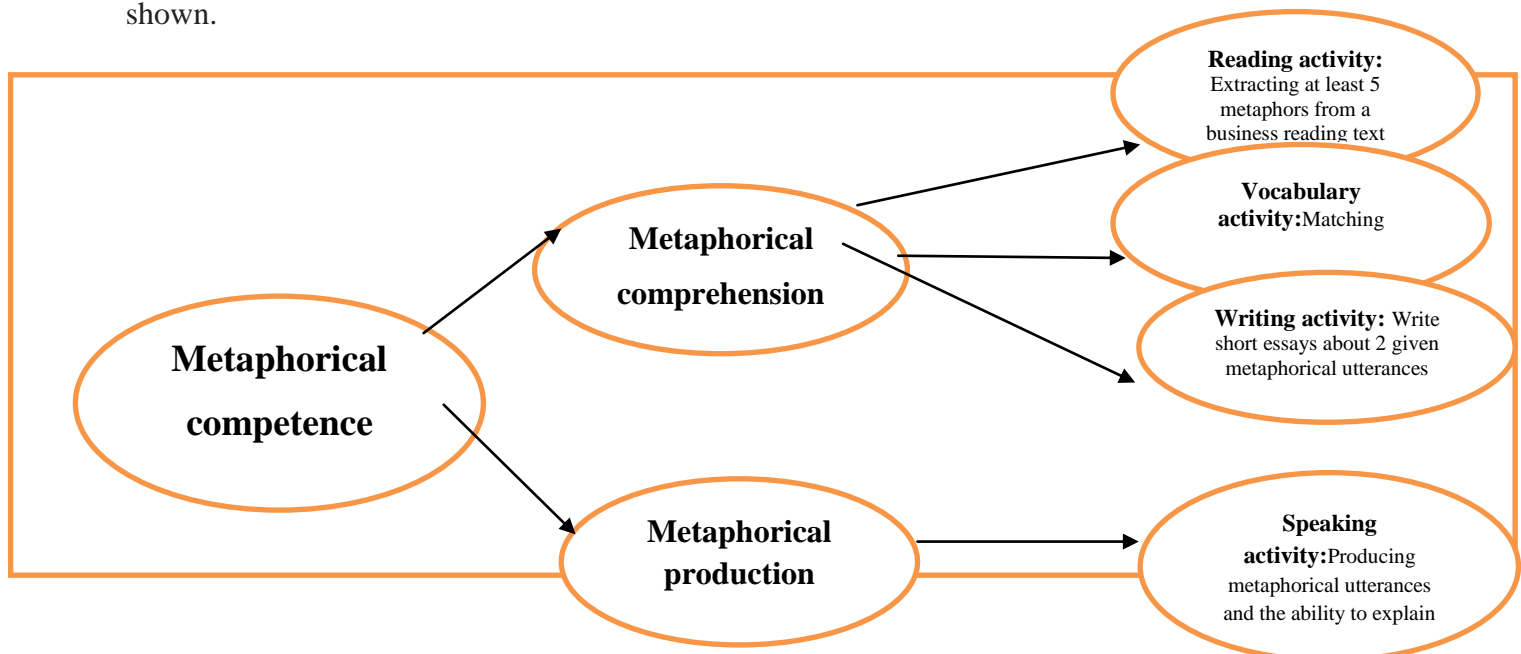 shown.
Reading activity:
Extracting at least 5
metaphors from a
business reading text
Vocabulary
activity:Matching
Metaphorical
comprehension
Writing activity: Write
short essays about 2 given
metaphorical utterances
Metaphorical
competence
Metaphorical
production
Speaking
activity:Producing
metaphorical utterances
and the ability to explain